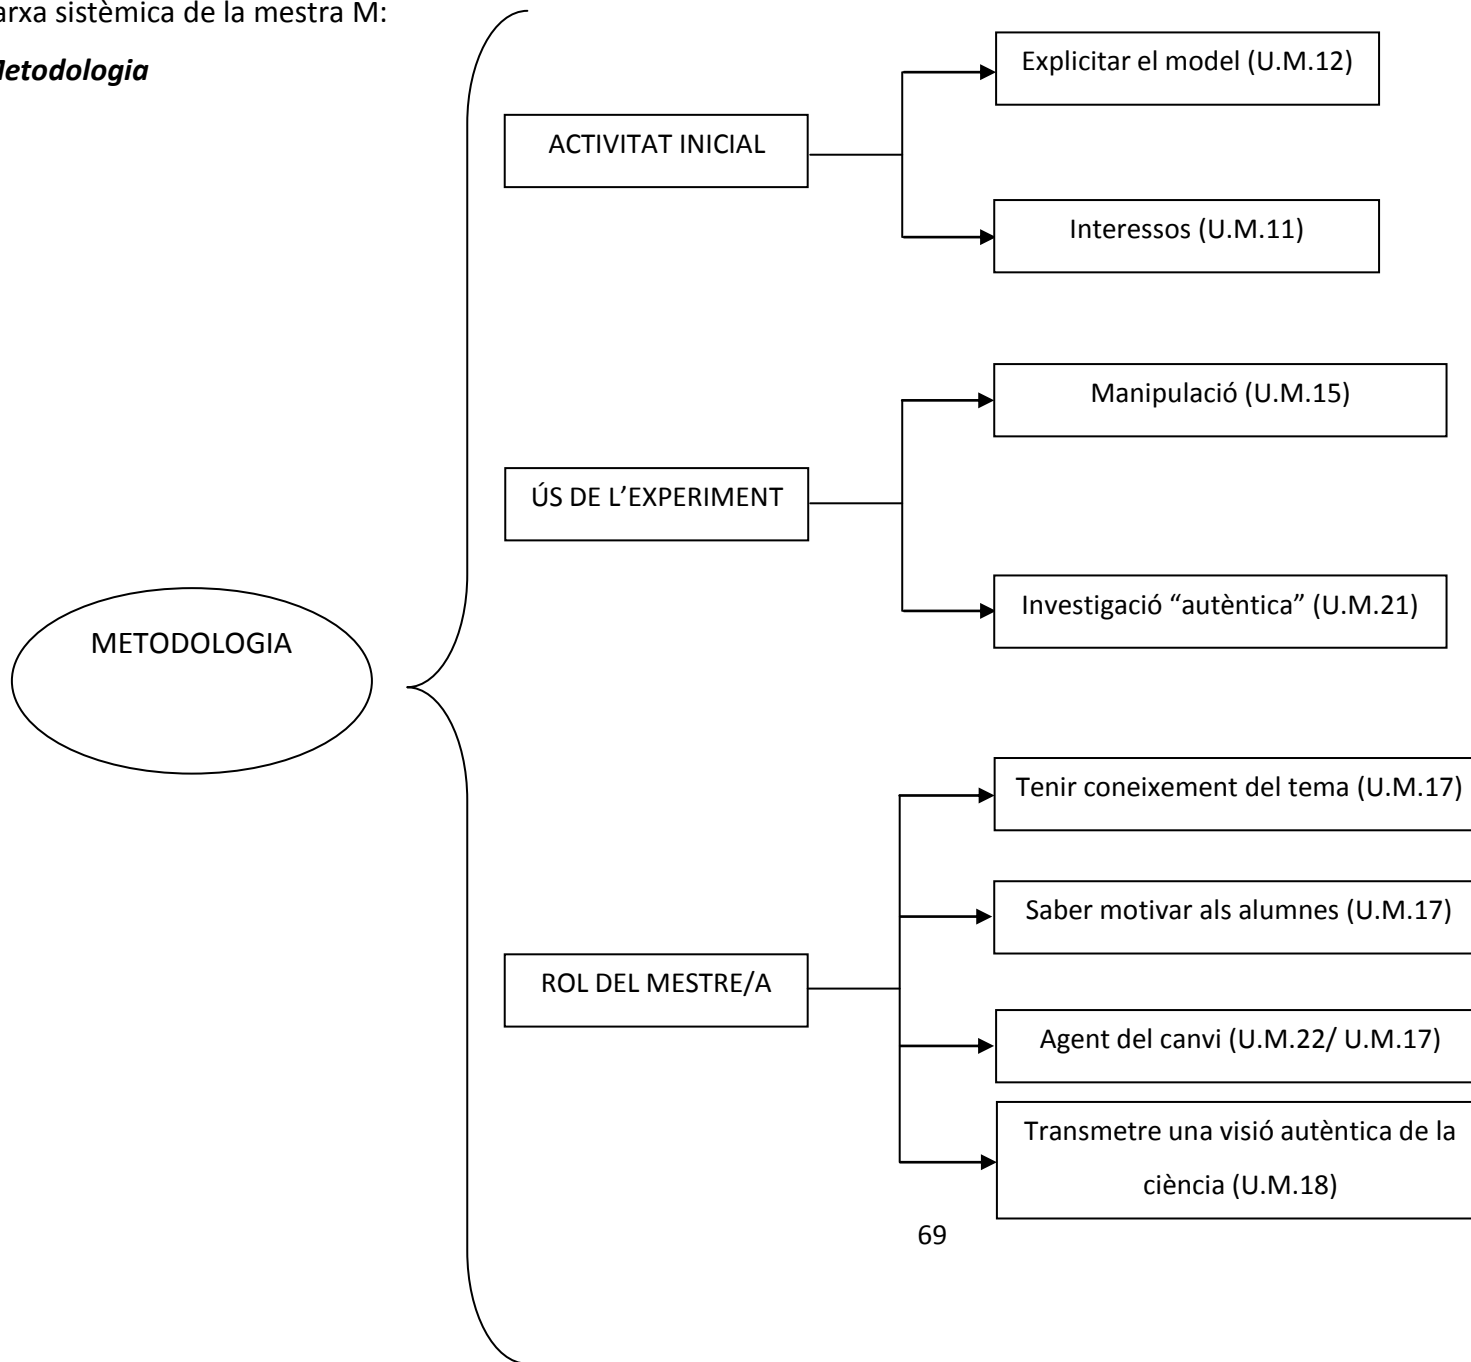 arxa sistèmica de la mestra M:
Metodologia
Explicitar el model (U.M.12)
ACTIVITAT INICIAL
Interessos (U.M.11)
Manipulació (U.M.15)
ÚS DE L’EXPERIMENT
Investigació “autèntica” (U.M.21)
METODOLOGIA
Tenir coneixement del tema (U.M.17)
Saber motivar als alumnes (U.M.17)
ROL DEL MESTRE/A
Agent del canvi (U.M.22/ U.M.17)
Transmetre una visió autèntica de la
ciència (U.M.18)
69